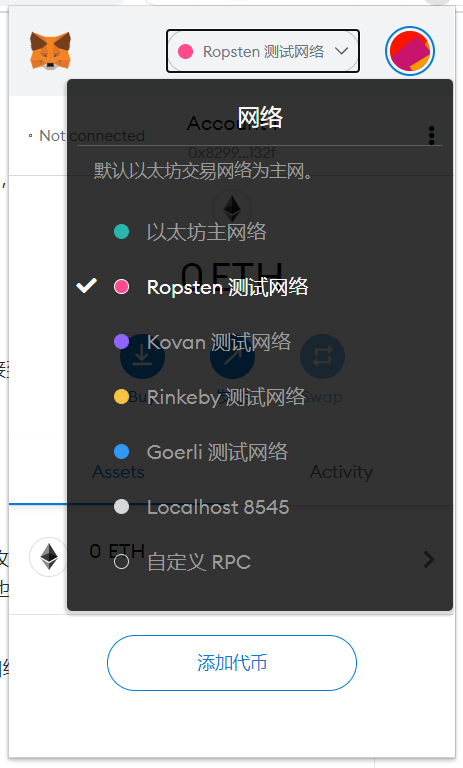 Ropsten 测试网络
Not connected
Account 1
0x8299...132f
网络
默认以太坊交易网络为主网。
以太坊主网络
0 ETH
Ropsten 测试网络
Kovan 测试网络
Buy
Swap
Rinkeby 测试网络
Goerli 测试网络
Assets
Activity
Localhost 8545
0 ETH
自定义 RPC
添加代币